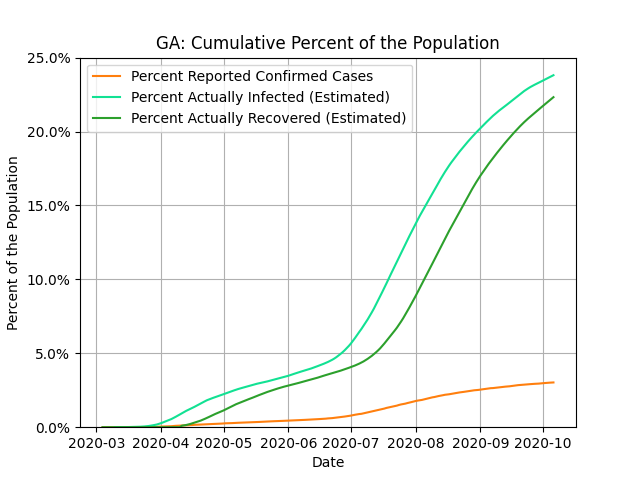 GA: Cumulative Percent of the Population
Percent Reported Confirmed Cases
Percent Actually Infected (Estimated)
Percent Actually Recovered (Estimated)
25.0%
20.0%
15.0%
10.0%
5.0%
0.0%
Percent of the Population
2020-03 2020-04 2020-05 2020-06 2020-07 2020-08 2020-09 2020-10
Date